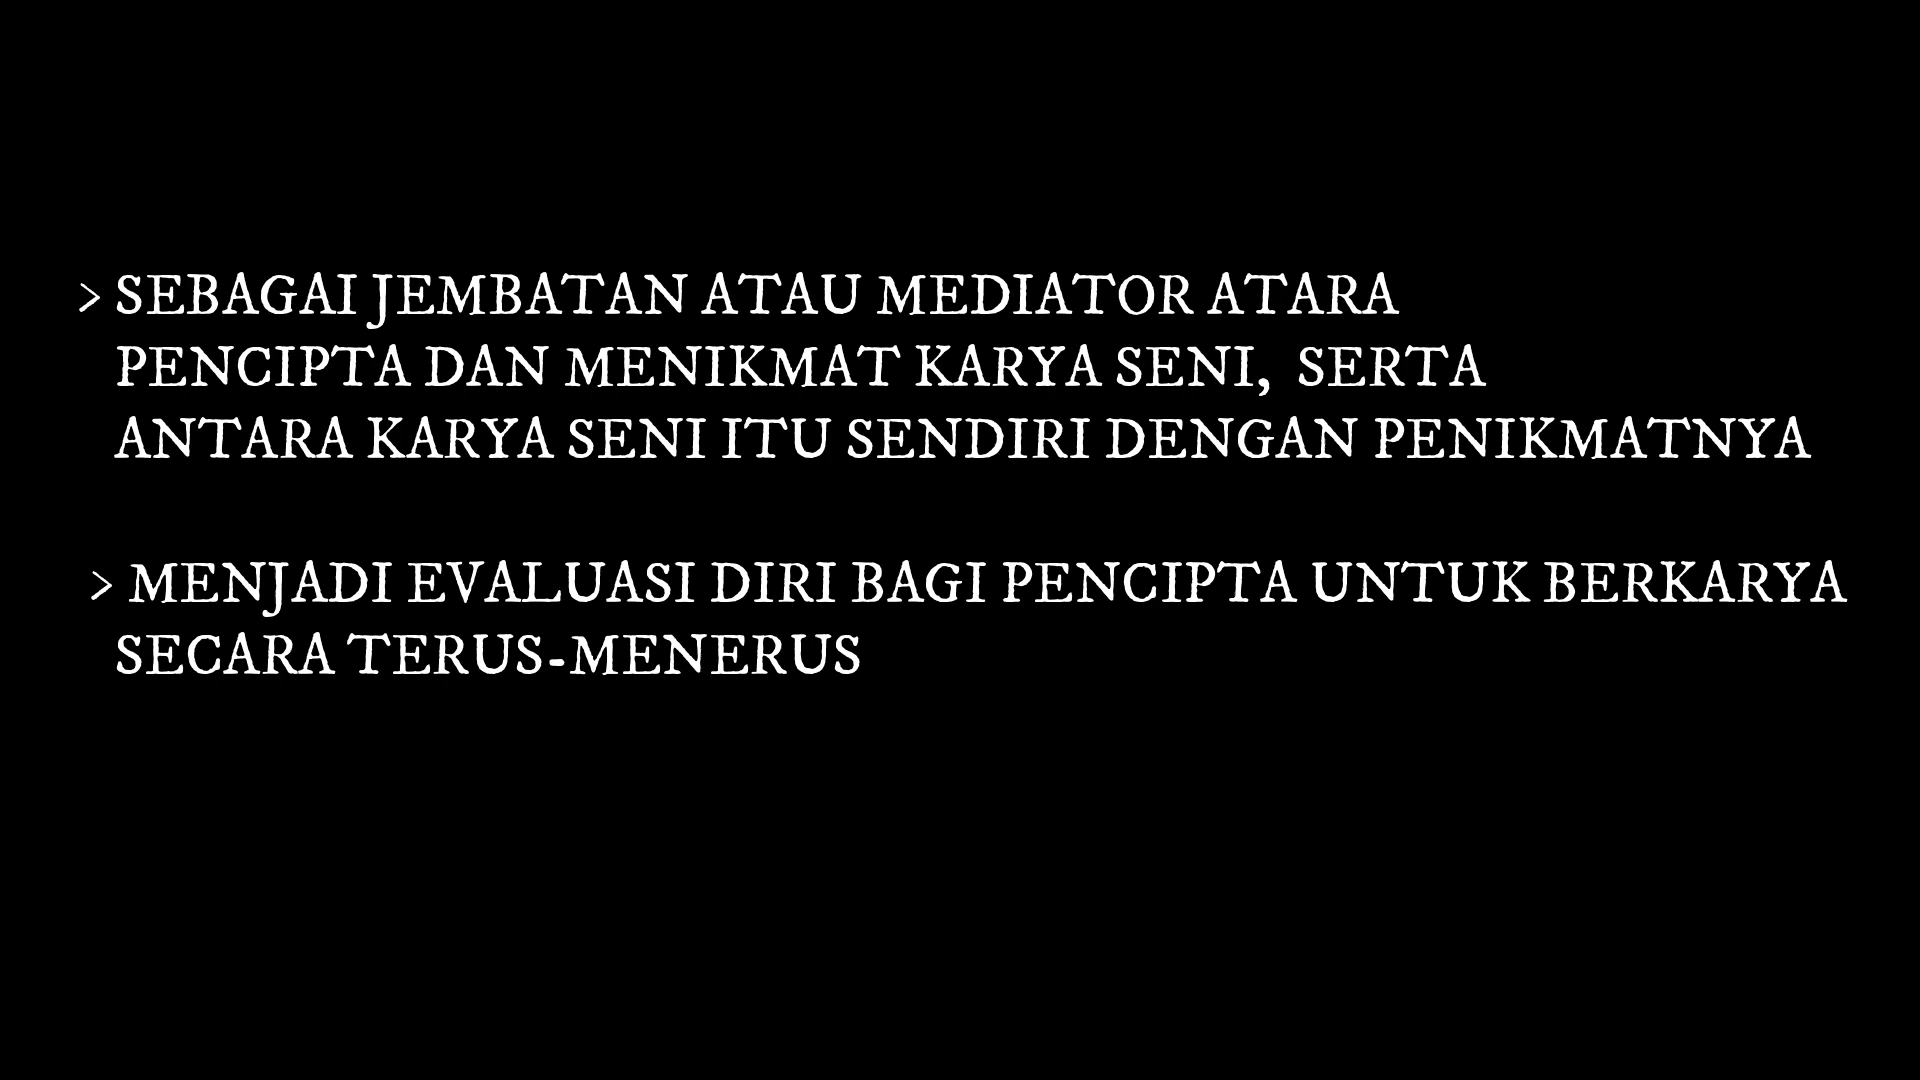 > SEBAGAI JEMBATAN ATAU MEDIATOR ATARA
PENCIPTA DAN MENIKMAT KARYA SENI, SERTA
ANTARA KARYA SENI ITU SENDIRI DENGAN PENIKMATNYA
> MENJADI EVALUASI DIRI BAGI PENCIPTA UNTUK BERKARYA
SECARA TERUS-MENERUS